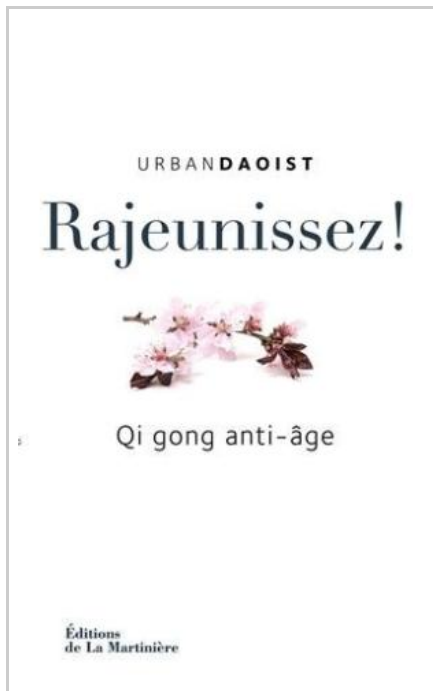 URBANDAOIST
Rajeunissez!
Qi gong anti-âge
Éditions
de La Martinière